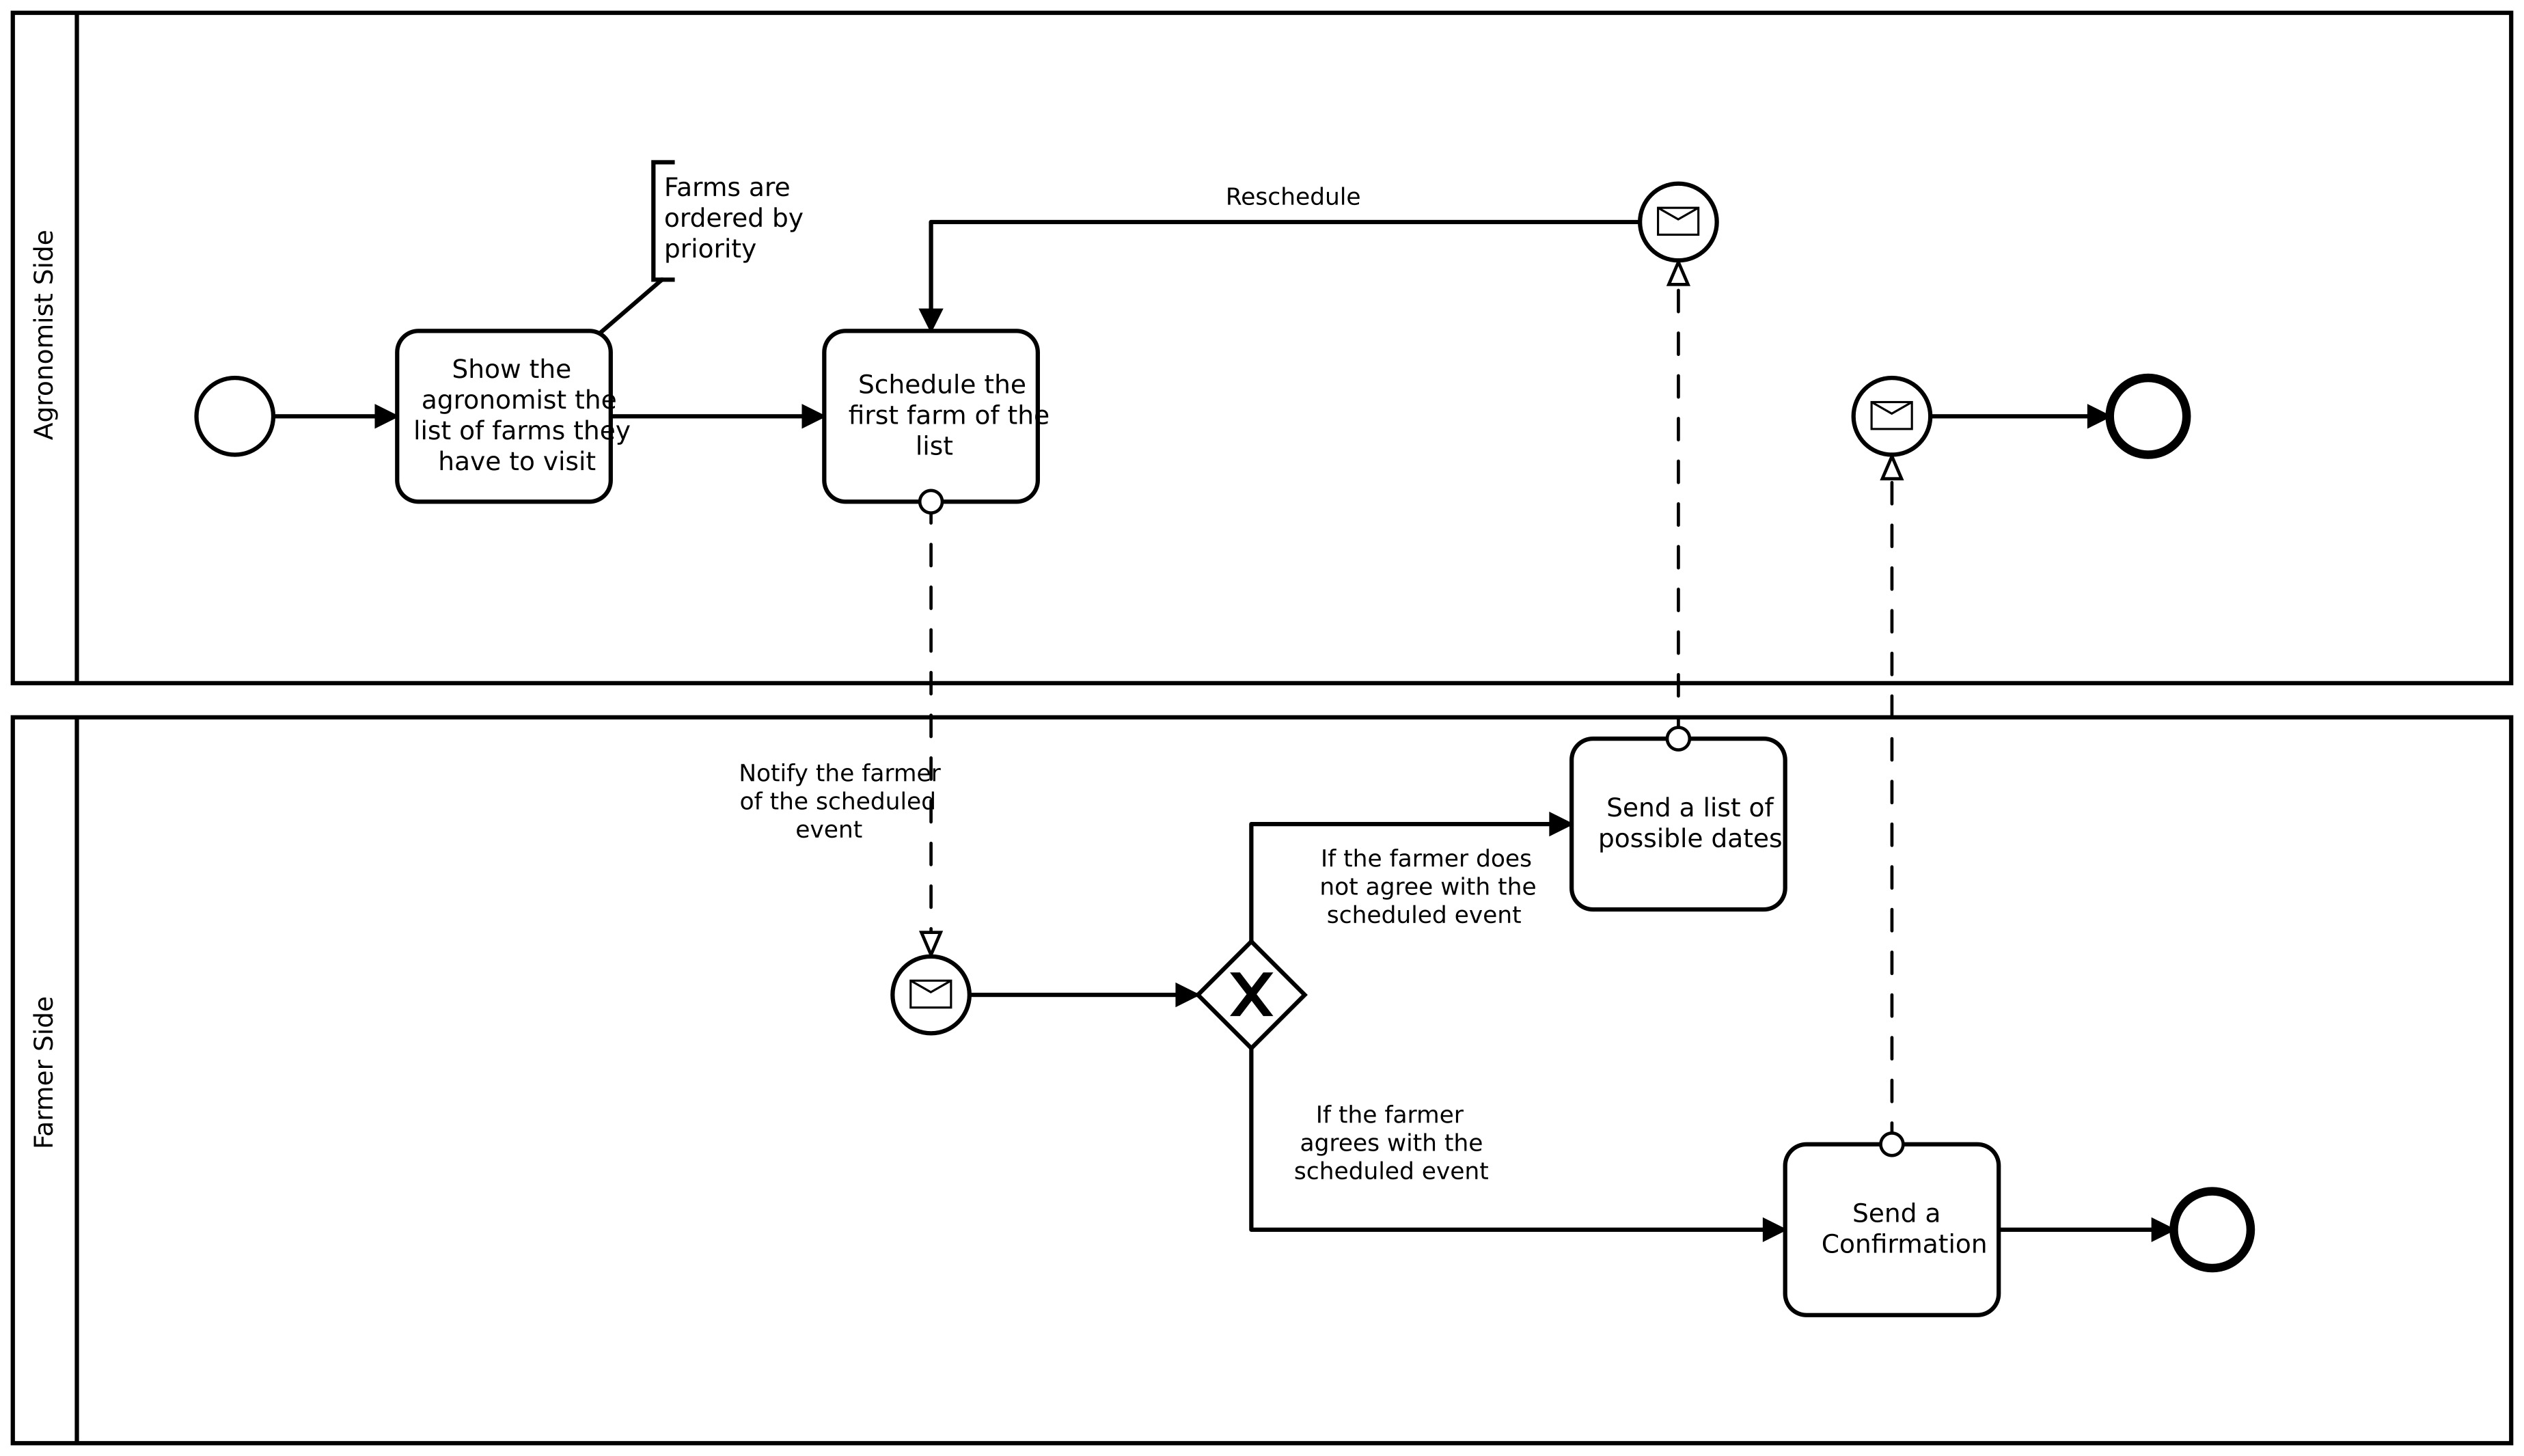 Agronomist Side
Farms are
ordered by
priority
Reschedule
Show the
agronomist the
list of farms they
have to visit
Schedule the
first farm of the
list
Farmer Side
Notify the farmer
of the scheduled
event
Send a list of
possible dates
If the farmer does
not agree with the
scheduled event
X
If the farmer
agrees with the
scheduled event
Send a
Confirmation